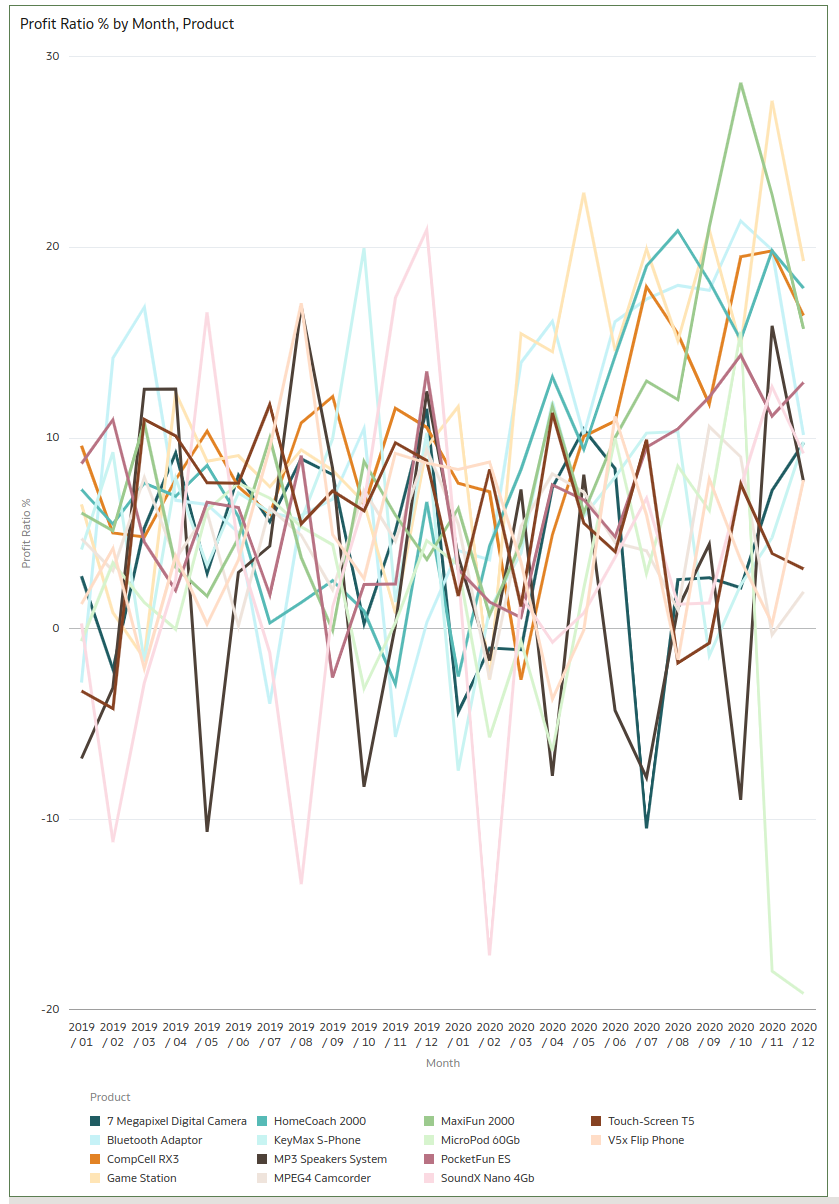 Profit Ratio % by Month, Product
30
20
10
0
-10
-20
Profit Ratio %
2019 2019 2019 2019 2019 2019 2019 2019 2019 2019 2019 2019 2020 2020 2020 2020 2020 2020 2020 2020 2020 2020 2020 2020
/ 01 / 02 / 03 / 04 / 05 / 06 / 07 / 08 / 09 / 10 / 11 / 12 / 01 / 02 / 03 / 04 / 05 / 06 / 07 / 08 / 09 / 10 / 11 / 12
Month
Product
7 Megapixel Digital Camera HomeCoach 2000 MaxiFun 2000 Touch-Screen T5
Bluetooth Adaptor KeyMax S-Phone MicroPod 60Gb V5x Flip Phone
CompCell RX3 MP3 Speakers System PocketFun ES
Game Station MPEG4 Camcorder SoundX Nano 4Gb